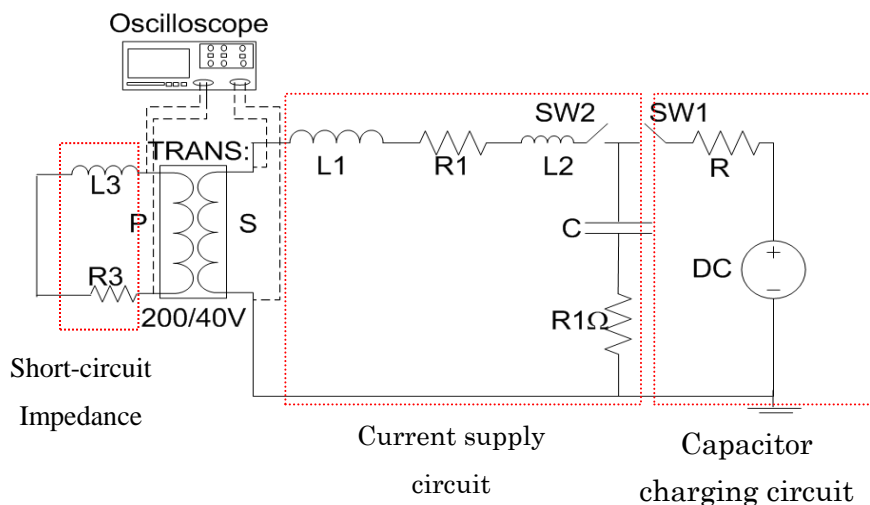 Oscilloscope
SW2
SW1
TRANS:
L1
R1
L2
R
L3
P
S
C
DC
R3
R1Ω
200/40V
Short-circuit
Impedance
Current supply
circuit
Capacitor
charging circuit